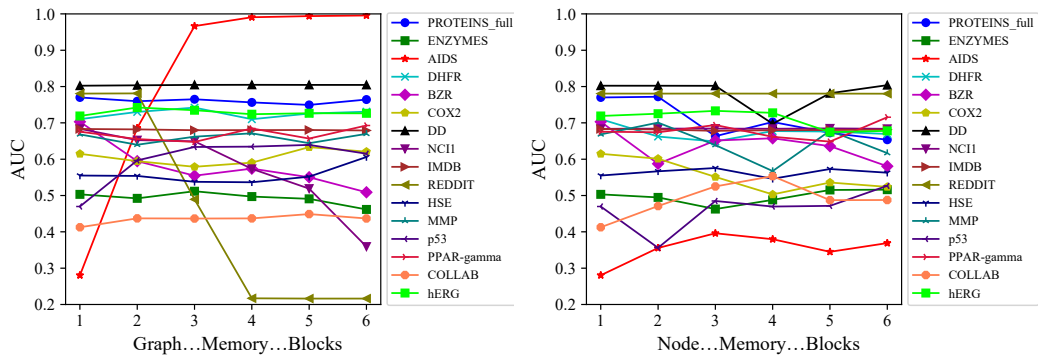 1.0
0.9
0.8
0.7
0.6
0.5
0.4
0.3
0.2
AUC
1 2 3 4 5 6
Graph...Memory...Blocks
PROTEINS_full
ENZYMES
AIDS
DHFR
BZR
COX2
DD
NCI1
IMDB
REDDIT
HSE
MMP
p53
PPAR-gamma
COLLAB
hERG
1.0
0.9
0.8
0.7
0.6
0.5
0.4
0.3
0.2
AUC
1 2 3 4 5 6
Node...Memory...Blocks
PROTEINS_full
ENZYMES
AIDS
DHFR
BZR
COX2
DD
NCI1
IMDB
REDDIT
HSE
MMP
p53
PPAR-gamma
COLLAB
hERG